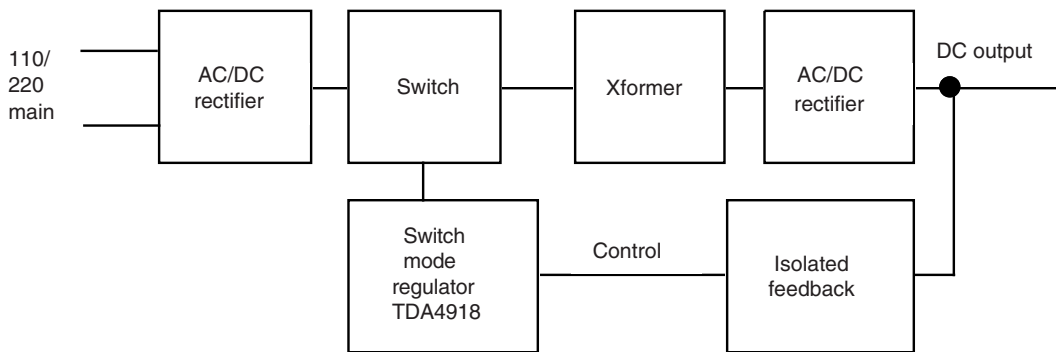 110/
220
main
AC/DC
rectifier
Switch
Xformer
AC/DC
rectifier
DC output
Switch
mode
regulator
TDA4918
Control
Isolated
feedback